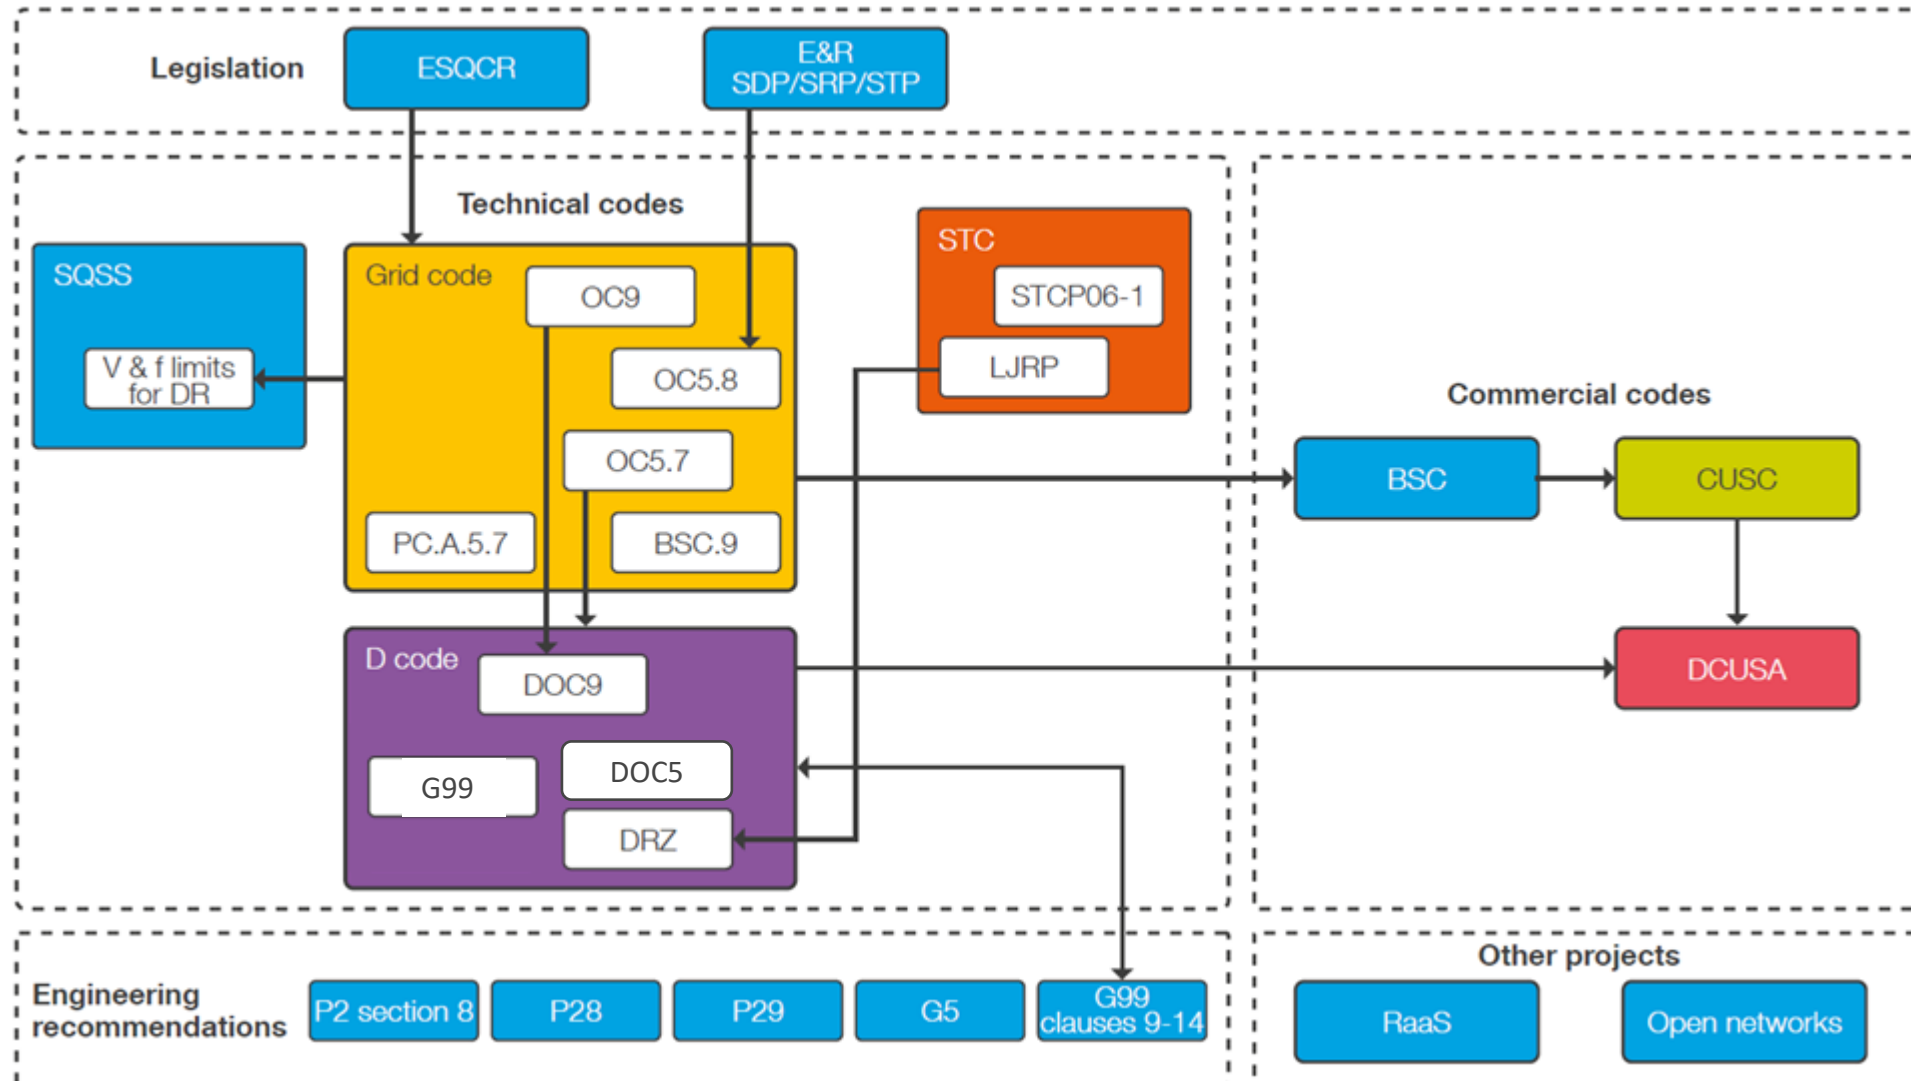 Legislation
ESQCR
E&R
SDP/SRP/STP
Technical codes
SQSS
V & f limits
for DR
Grid code
OC9
OC5.8
OC5.7
PC.A.5.7
BSC.9
STC
STCP06-1
LJRP
Commercial codes
BSC
CUSC
DCUSA
D code
DOC9
G99
DOC5
DRZ
Engineering
recommendations
P2 section 8
P28
P29
G5
G99
clauses 9-14
Other projects
RaaS
Open networks